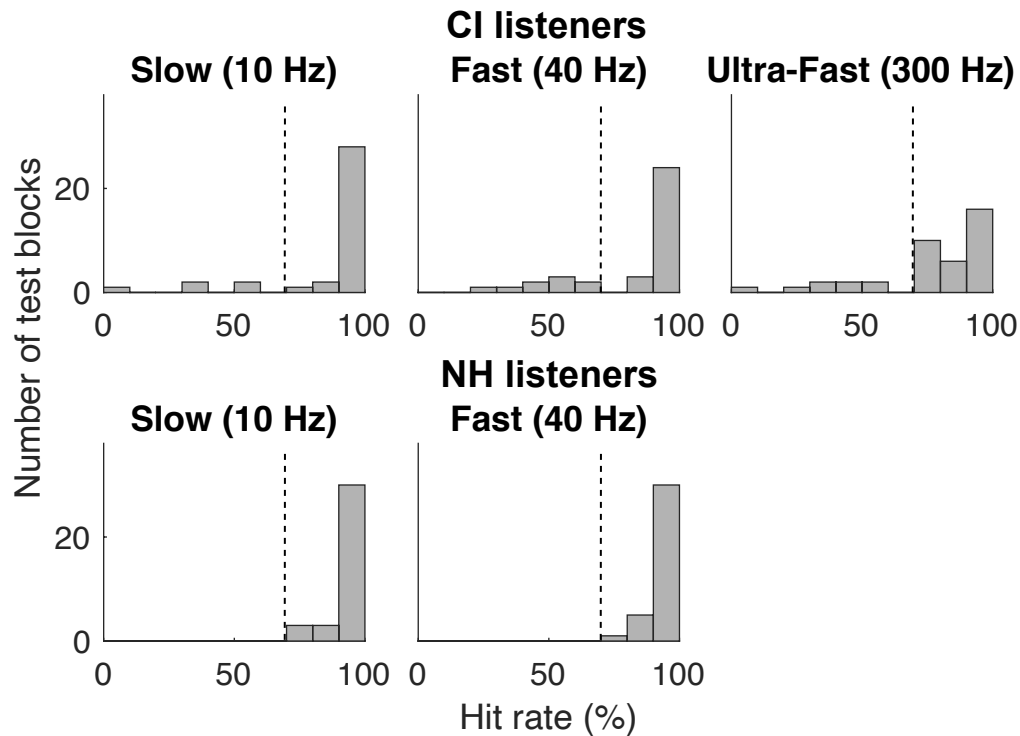 CI listeners
Slow (10 Hz) Fast (40 Hz) Ultra-Fast (300 Hz)
Number of test blocks
20
0
0 50 100 0 50 100 0 50 100
NH listeners
Slow (10 Hz) Fast (40 Hz)
20
0
0 50 100 0 50 100
Hit rate (%)